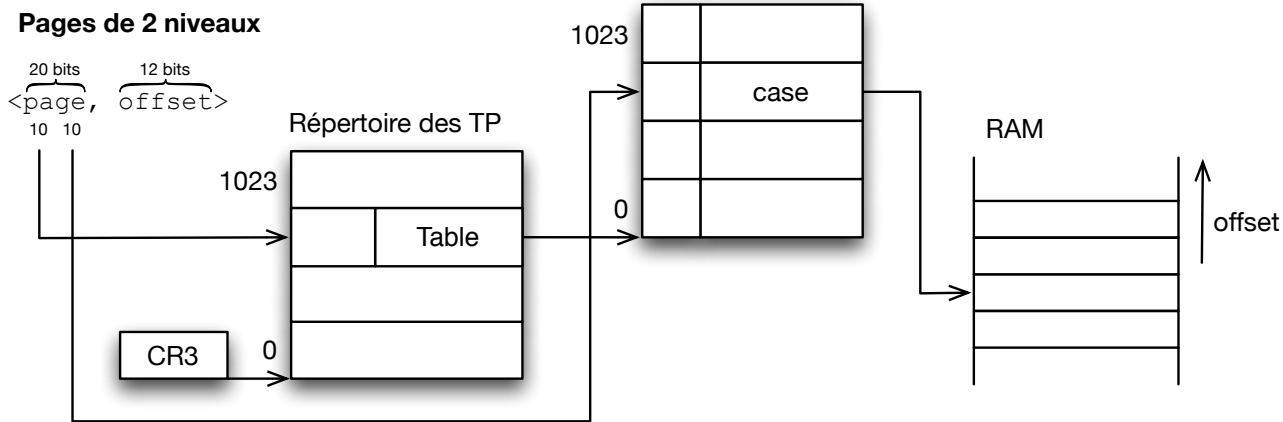 Pages de 2 niveaux
20 bits 12 bits
<page, offset>
10 10
Répertoire des TP
1023
Table
CR3
0
1023
case
0
RAM
offset